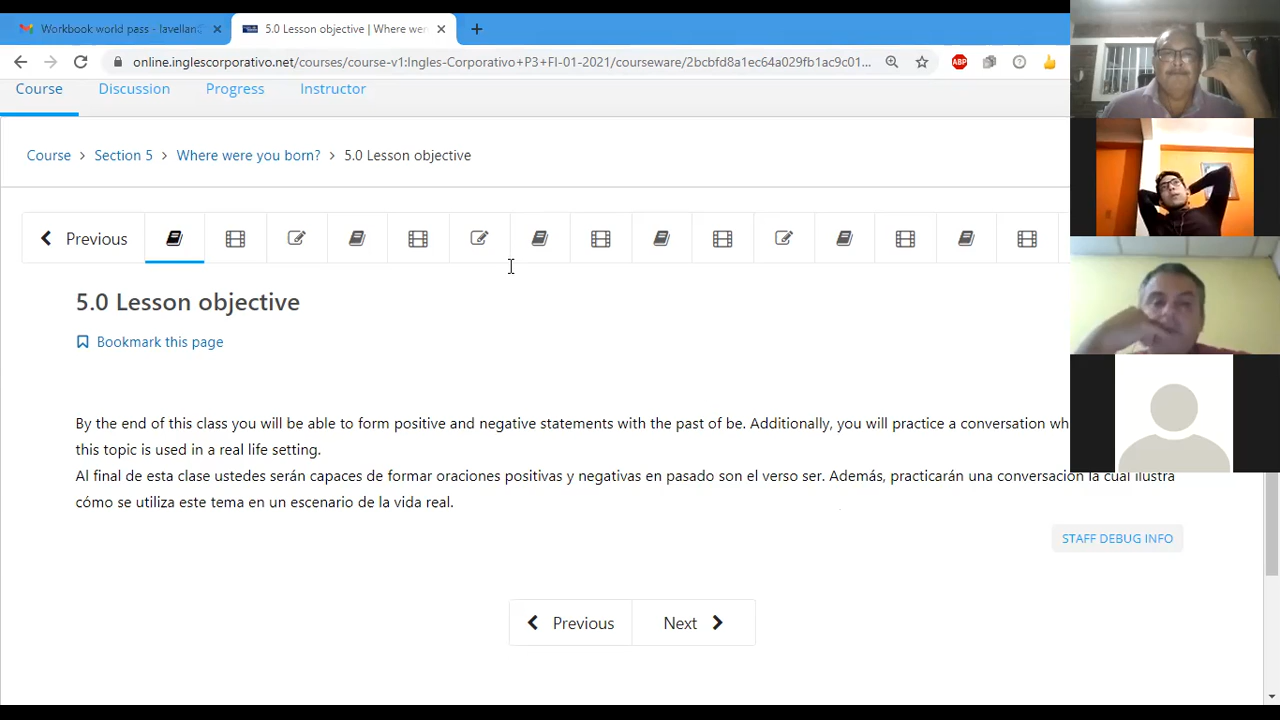 Workbook world pass - lavellan
5.0 Lesson objective | Where wer
online.inglescorporativo.net/courses/course-v1:Ingles-Corporativo+P3+FI-01-2021/courseware/2bcbfd8a1ec64a029fb1ac9c01...
ABP
Course Discussion Progress Instructor
Course > Section 5 > Where were you born? > 5.0 Lesson objective
Previous
5.0 Lesson objective
Bookmark this page
By the end of this class you will be able to form positive and negative statements with the past of be. Additionally, you will practice a conversation wh
this topic is used in a real life setting.
Al final de esta clase ustedes serán capaces de formar oraciones positivas y negativas en pasado son el verso ser. Además, practicarán una conversación la cual ilustra
cómo se utiliza este tema en un escenario de la vida real.
STAFF DEBUG INFO
Previous Next